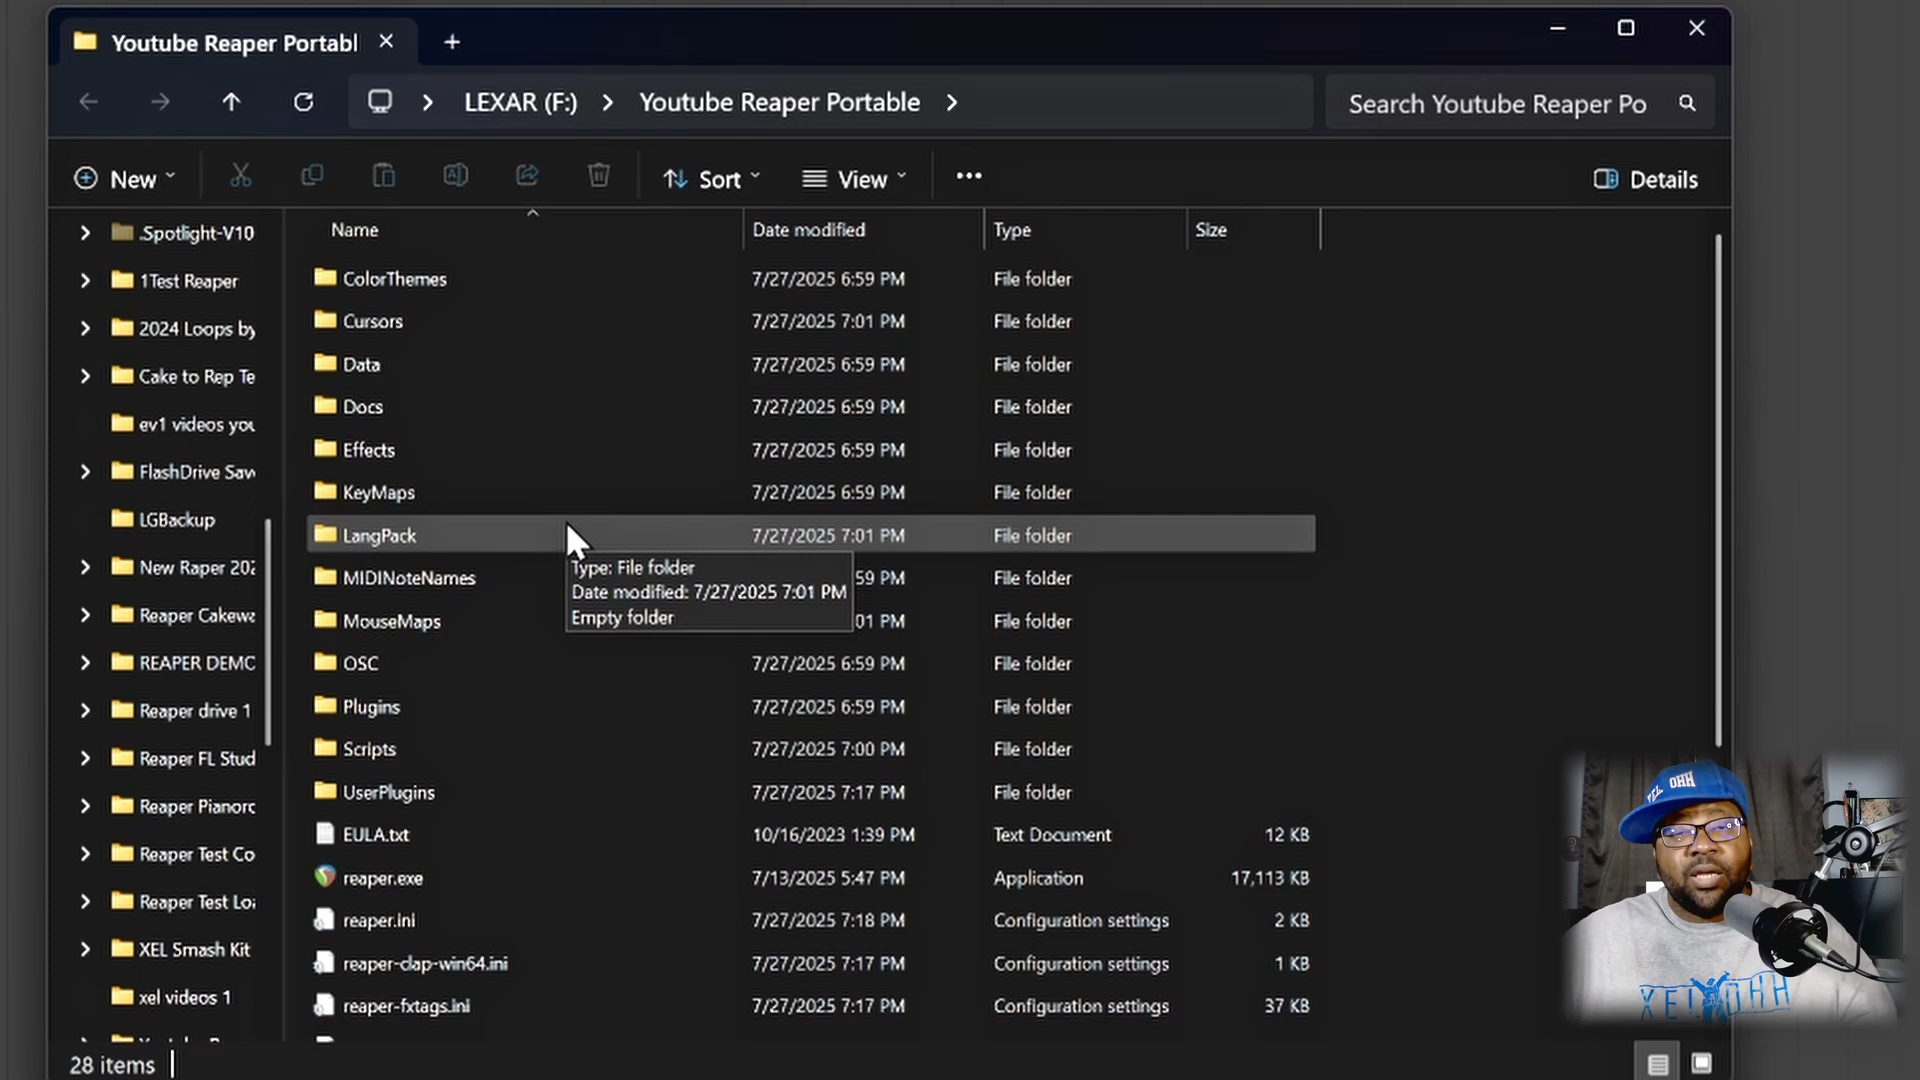 Youtube Reaper Portabl
LEXAR (F:) Youtube Reaper Portable
Search Youtube Reaper Po
New Sort View ••• Details
Name Date modified Type Size
.Spotlight-V10
1Test Reaper
2024 Loops by
Cake to Rep Te
ev1 videos you
FlashDrive Save
LGBackup
New Raper 202
Reaper Cakewa
REAPER DEMO
Reaper drive 1
Reaper FL Stud
Reaper Pianoro
Reaper Test Co
Reaper Test Loa
XEL Smash Kit
xel videos 1
ColorThemes 7/27/2025 6:59 PM File folder
Cursors 7/27/2025 7:01 PM File folder
Data 7/27/2025 6:59 PM File folder
Docs 7/27/2025 6:59 PM File folder
Effects 7/27/2025 6:59 PM File folder
KeyMaps 7/27/2025 6:59 PM File folder
LangPack 7/27/2025 7:01 PM File folder
MIDINoteNames 59 PM File folder
MouseMaps 01 PM File folder
OSC 7/27/2025 6:59 PM File folder
Plugins 7/27/2025 6:59 PM File folder
Scripts 7/27/2025 7:00 PM File folder
UserPlugins 7/27/2025 7:17 PM File folder
EULA.txt 10/16/2023 1:39 PM Text Document 12 KB
reaper.exe 7/13/2025 5:47 PM Application 17,113 KB
reaper.ini 7/27/2025 7:18 PM Configuration settings 2 KB
reaper-clap-win64.ini 7/27/2025 7:17 PM Configuration settings 1 KB
reaper-fxtags.ini 7/27/2025 7:17 PM Configuration settings 37 KB
Type: File folder
Date modified: 7/27/2025 7:01 PM
Empty folder
28 items
XEL OHH
XEL OHH